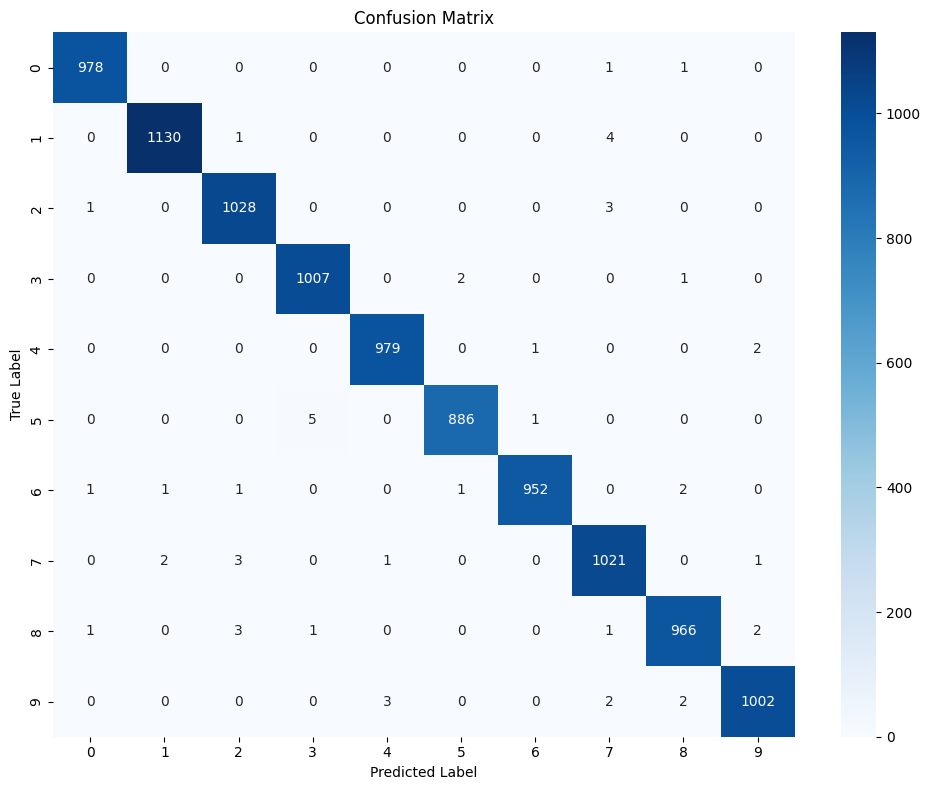 Confusion Matrix
0 978 0 0 0 0 0 0 1 1 0
1 0 1130 1 0 0 0 0 4 0 0
2 1 0 1028 0 0 0 0 3 0 0
3 0 0 0 1007 0 2 0 0 1 0
4 0 0 0 0 979 0 1 0 0 2
5 0 0 0 5 0 886 1 0 0 0
6 1 1 1 0 0 1 952 0 2 0
7 0 2 3 0 1 0 0 1021 0 1
8 1 0 3 1 0 0 0 1 966 2
9 0 0 0 0 3 0 0 2 2 1002
0 1 2 3 4 5 6 7 8 9
True Label
Predicted Label
1000
800
600
400
200
0